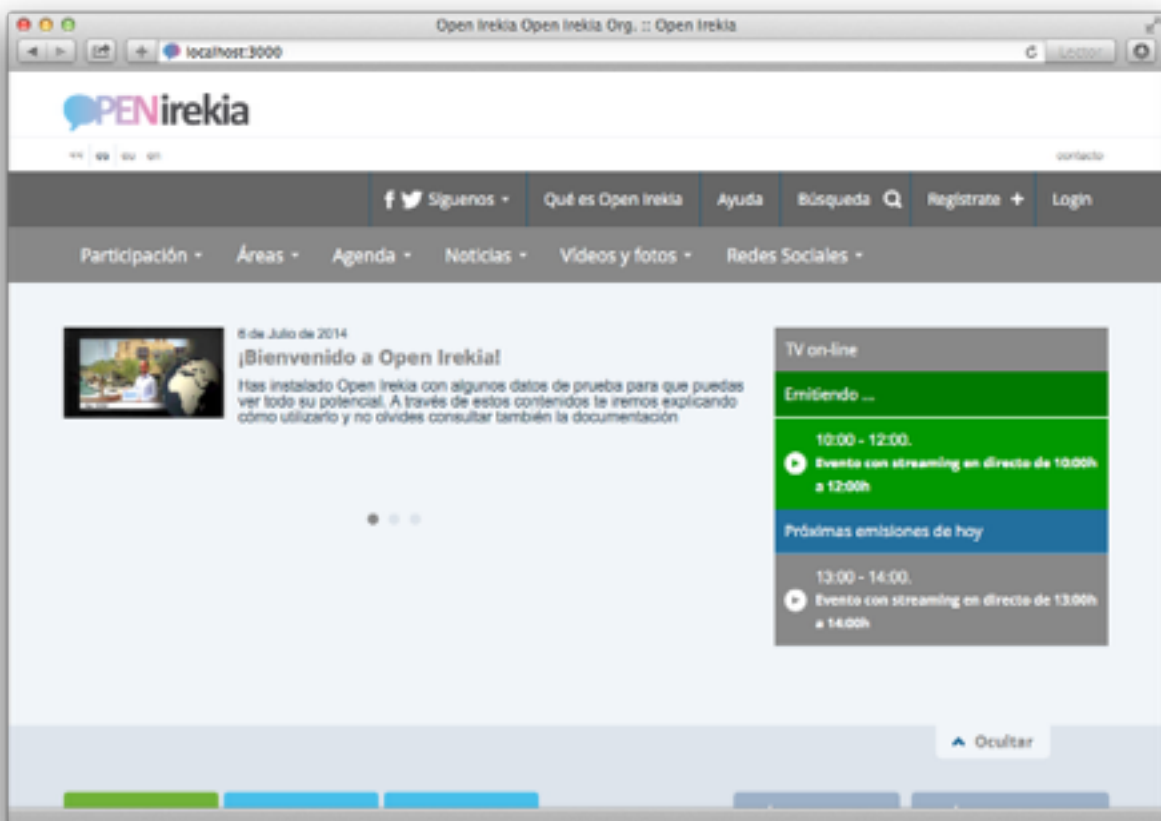 Open Irekia Open Irekia Org. :: Open Irekia
localhost:3000
Lector
OPENirekia
es eu en
contacto
Síguenos
Qué es Open Irekia
Ayuda
Búsqueda
Regístrate +
Login
Participación
Áreas
Agenda
Noticias
Vídeos y fotos
Redes Sociales
6 de Julio de 2014
¡Bienvenido a Open Irekia!
Has instalado Open Irekia con algunos datos de prueba para que puedas
ver todo su potencial. A través de estos contenidos te iremos explicando
cómo utilizarlo y no olvides consultar también la documentación
TV on-line
Emitiendo ...
10:00 - 12:00.
Evento con streaming en directo de 10:00h
a 12:00h
Próximas emisiones de hoy
13:00 - 14:00.
Evento con streaming en directo de 13:00h
a 14:00h
Ocultar